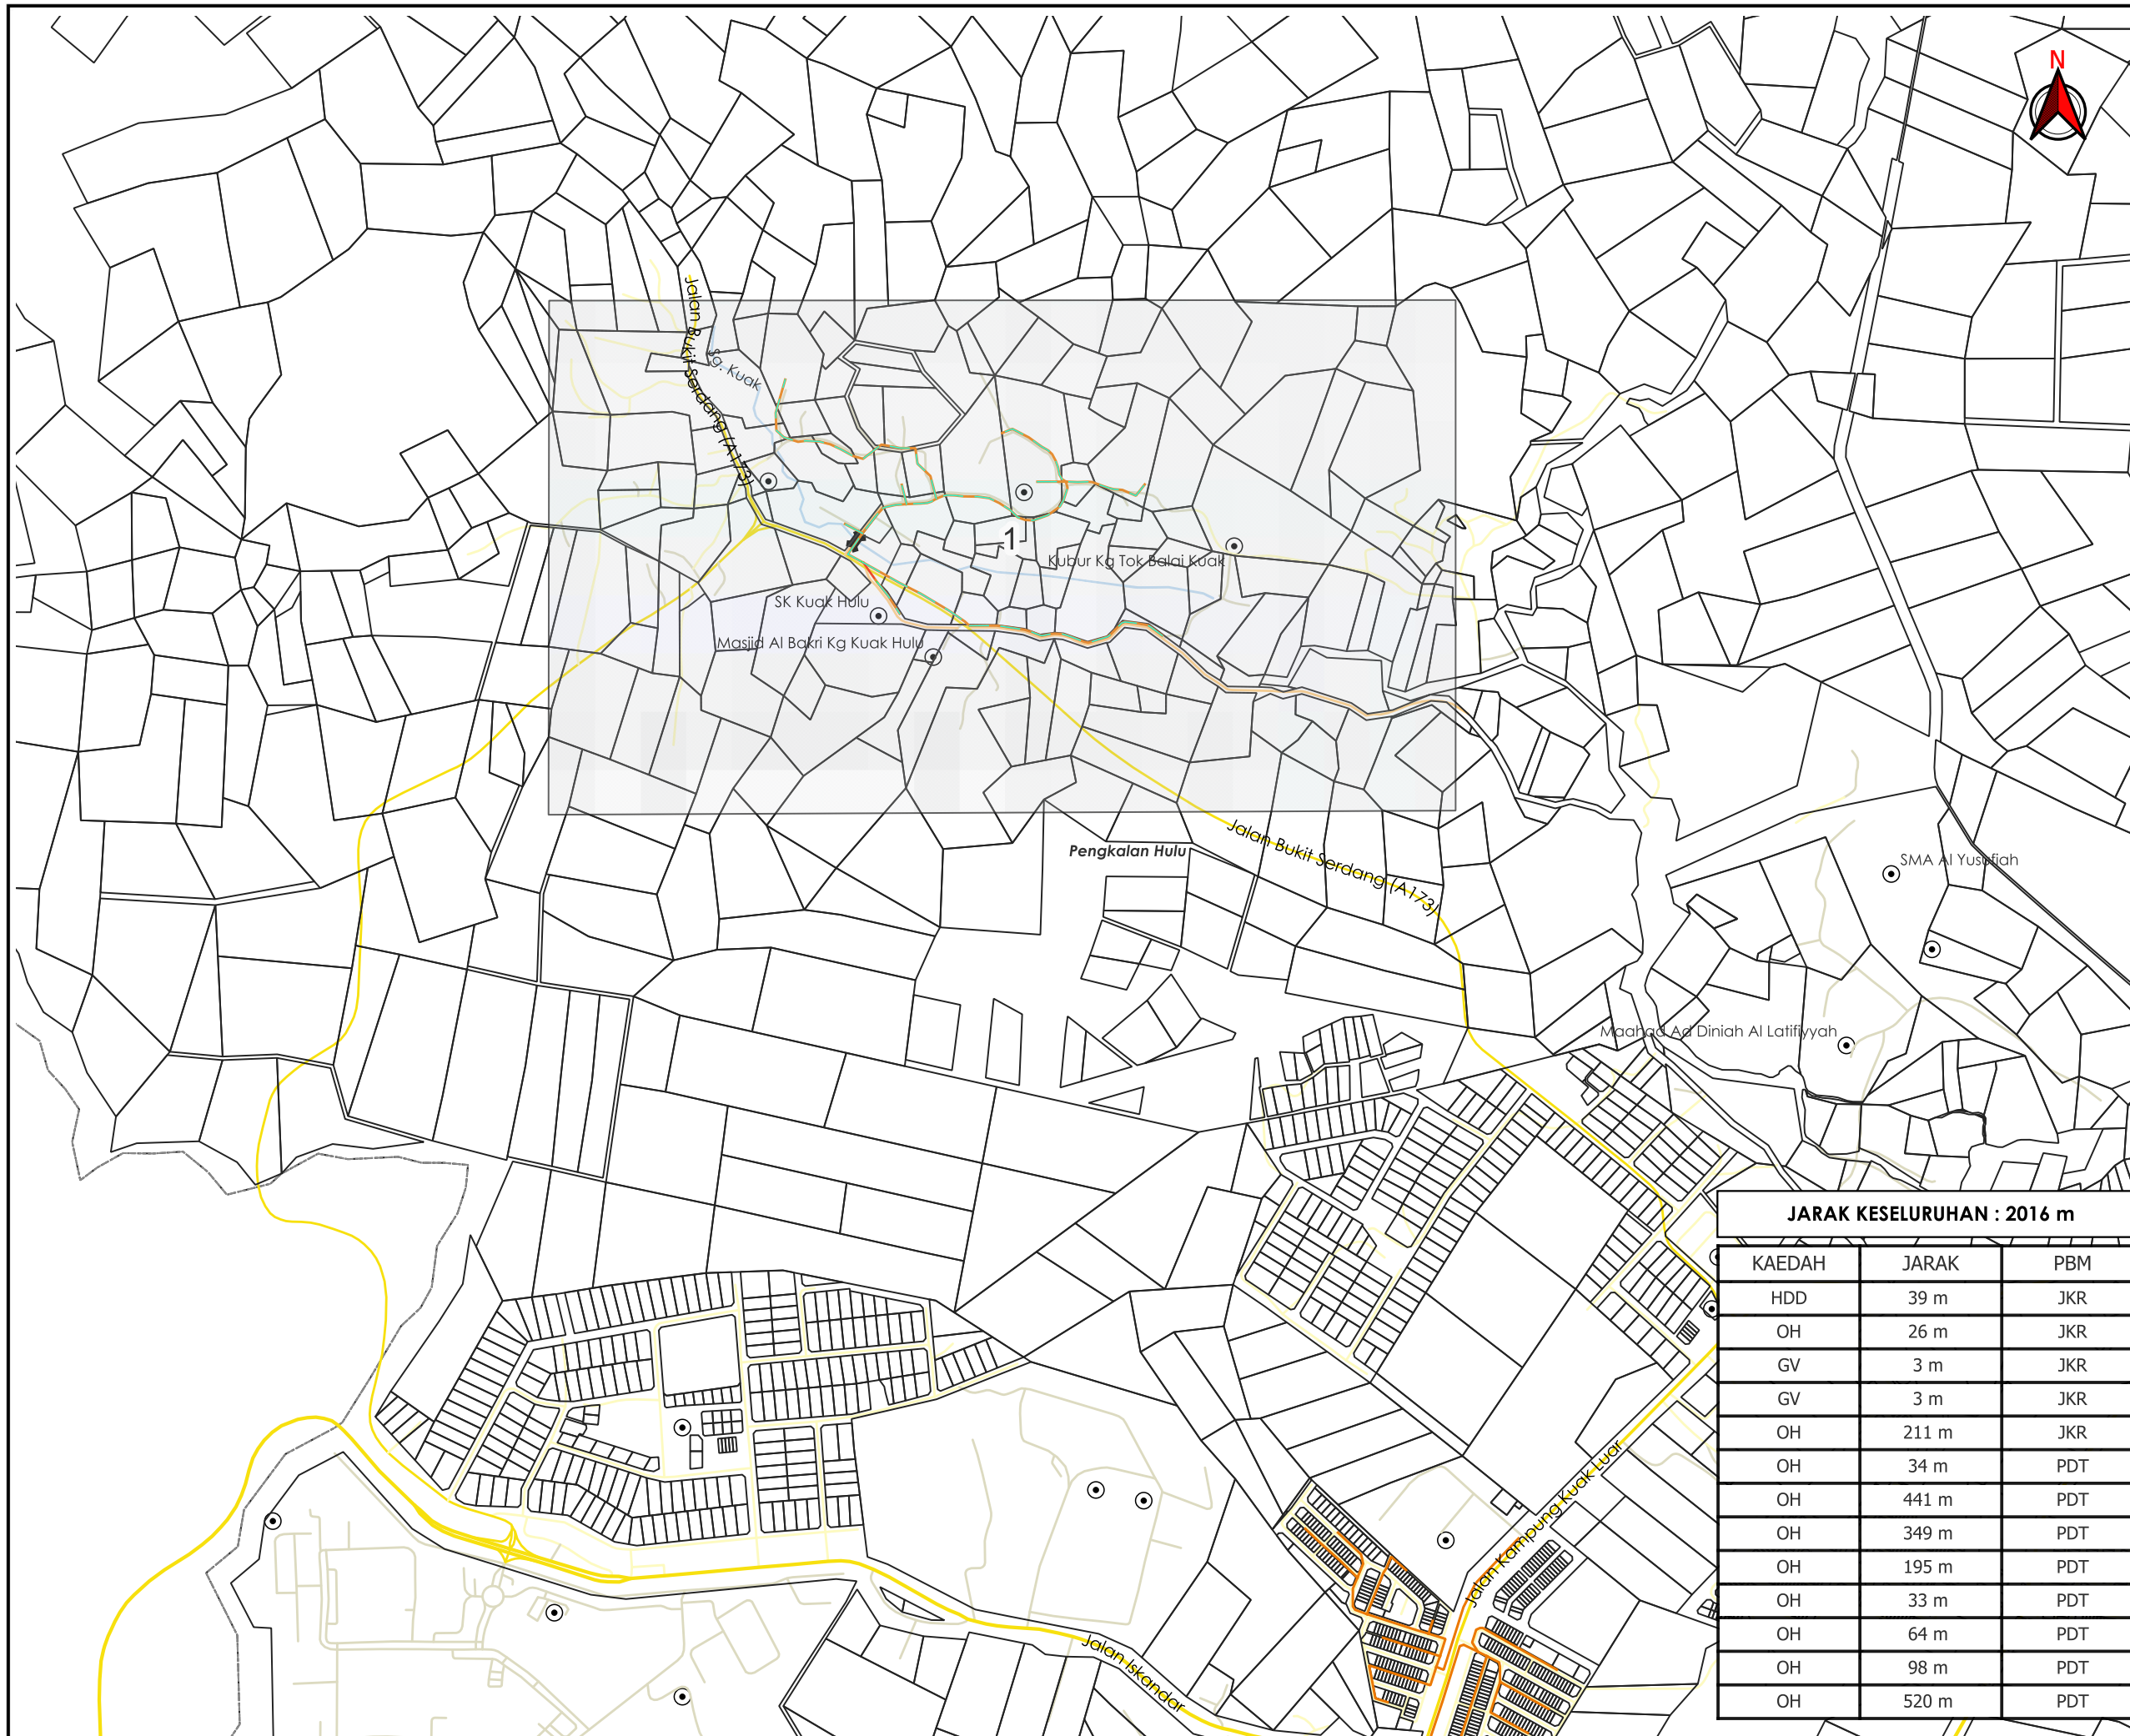 N
Jalan Bukit Serdang (A173)
Sg. Kuak
1
Kubur Kg Tok Balai Kuak
SK Kuak Hulu
Masjid Al Bakri Kg Kuak Hulu
Jalan Bukit Serdang (A173)
Pengkalan Hulu
SMA Al Yusufiah
Maahad Ad Diniah Al Latifiyyah
JARAK KESELURUHAN : 2016 m
KAEDAH JARAK PBM
HDD 39 m JKR
OH 26 m JKR
GV 3 m JKR
GV 3 m JKR
OH 211 m JKR
OH 34 m PDT
OH 441 m PDT
OH 349 m PDT
OH 195 m PDT
OH 33 m PDT
OH 64 m PDT
OH 98 m PDT
OH 520 m PDT
Jalan Kampung Kuak Luar
Jalan Iskandar